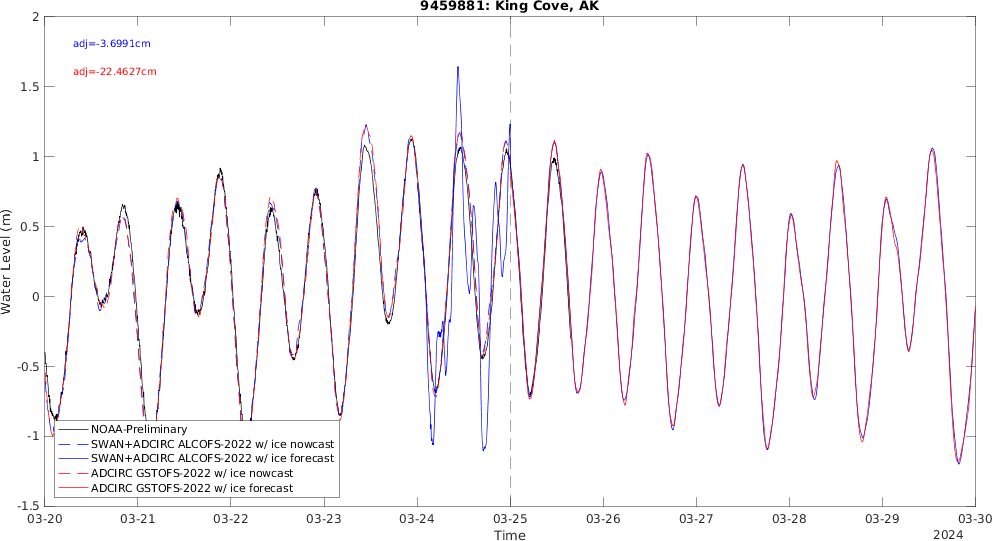 9459881: King Cove, AK
adj=-3.6991cm
adj=-22.4627cm
Water Level (m)
2
1.5
1
0.5
0
-0.5
-1
-1.5
NOAA-Preliminary
SWAN+ADCIRC ALCOFS-2022 w/ ice nowcast
SWAN+ADCIRC ALCOFS-2022 w/ ice forecast
ADCIRC GSTOFS-2022 w/ ice nowcast
ADCIRC GSTOFS-2022 w/ ice forecast
03-20 03-21 03-22 03-23 03-24 03-25 03-26 03-27 03-28 03-29 03-30
Time
2024